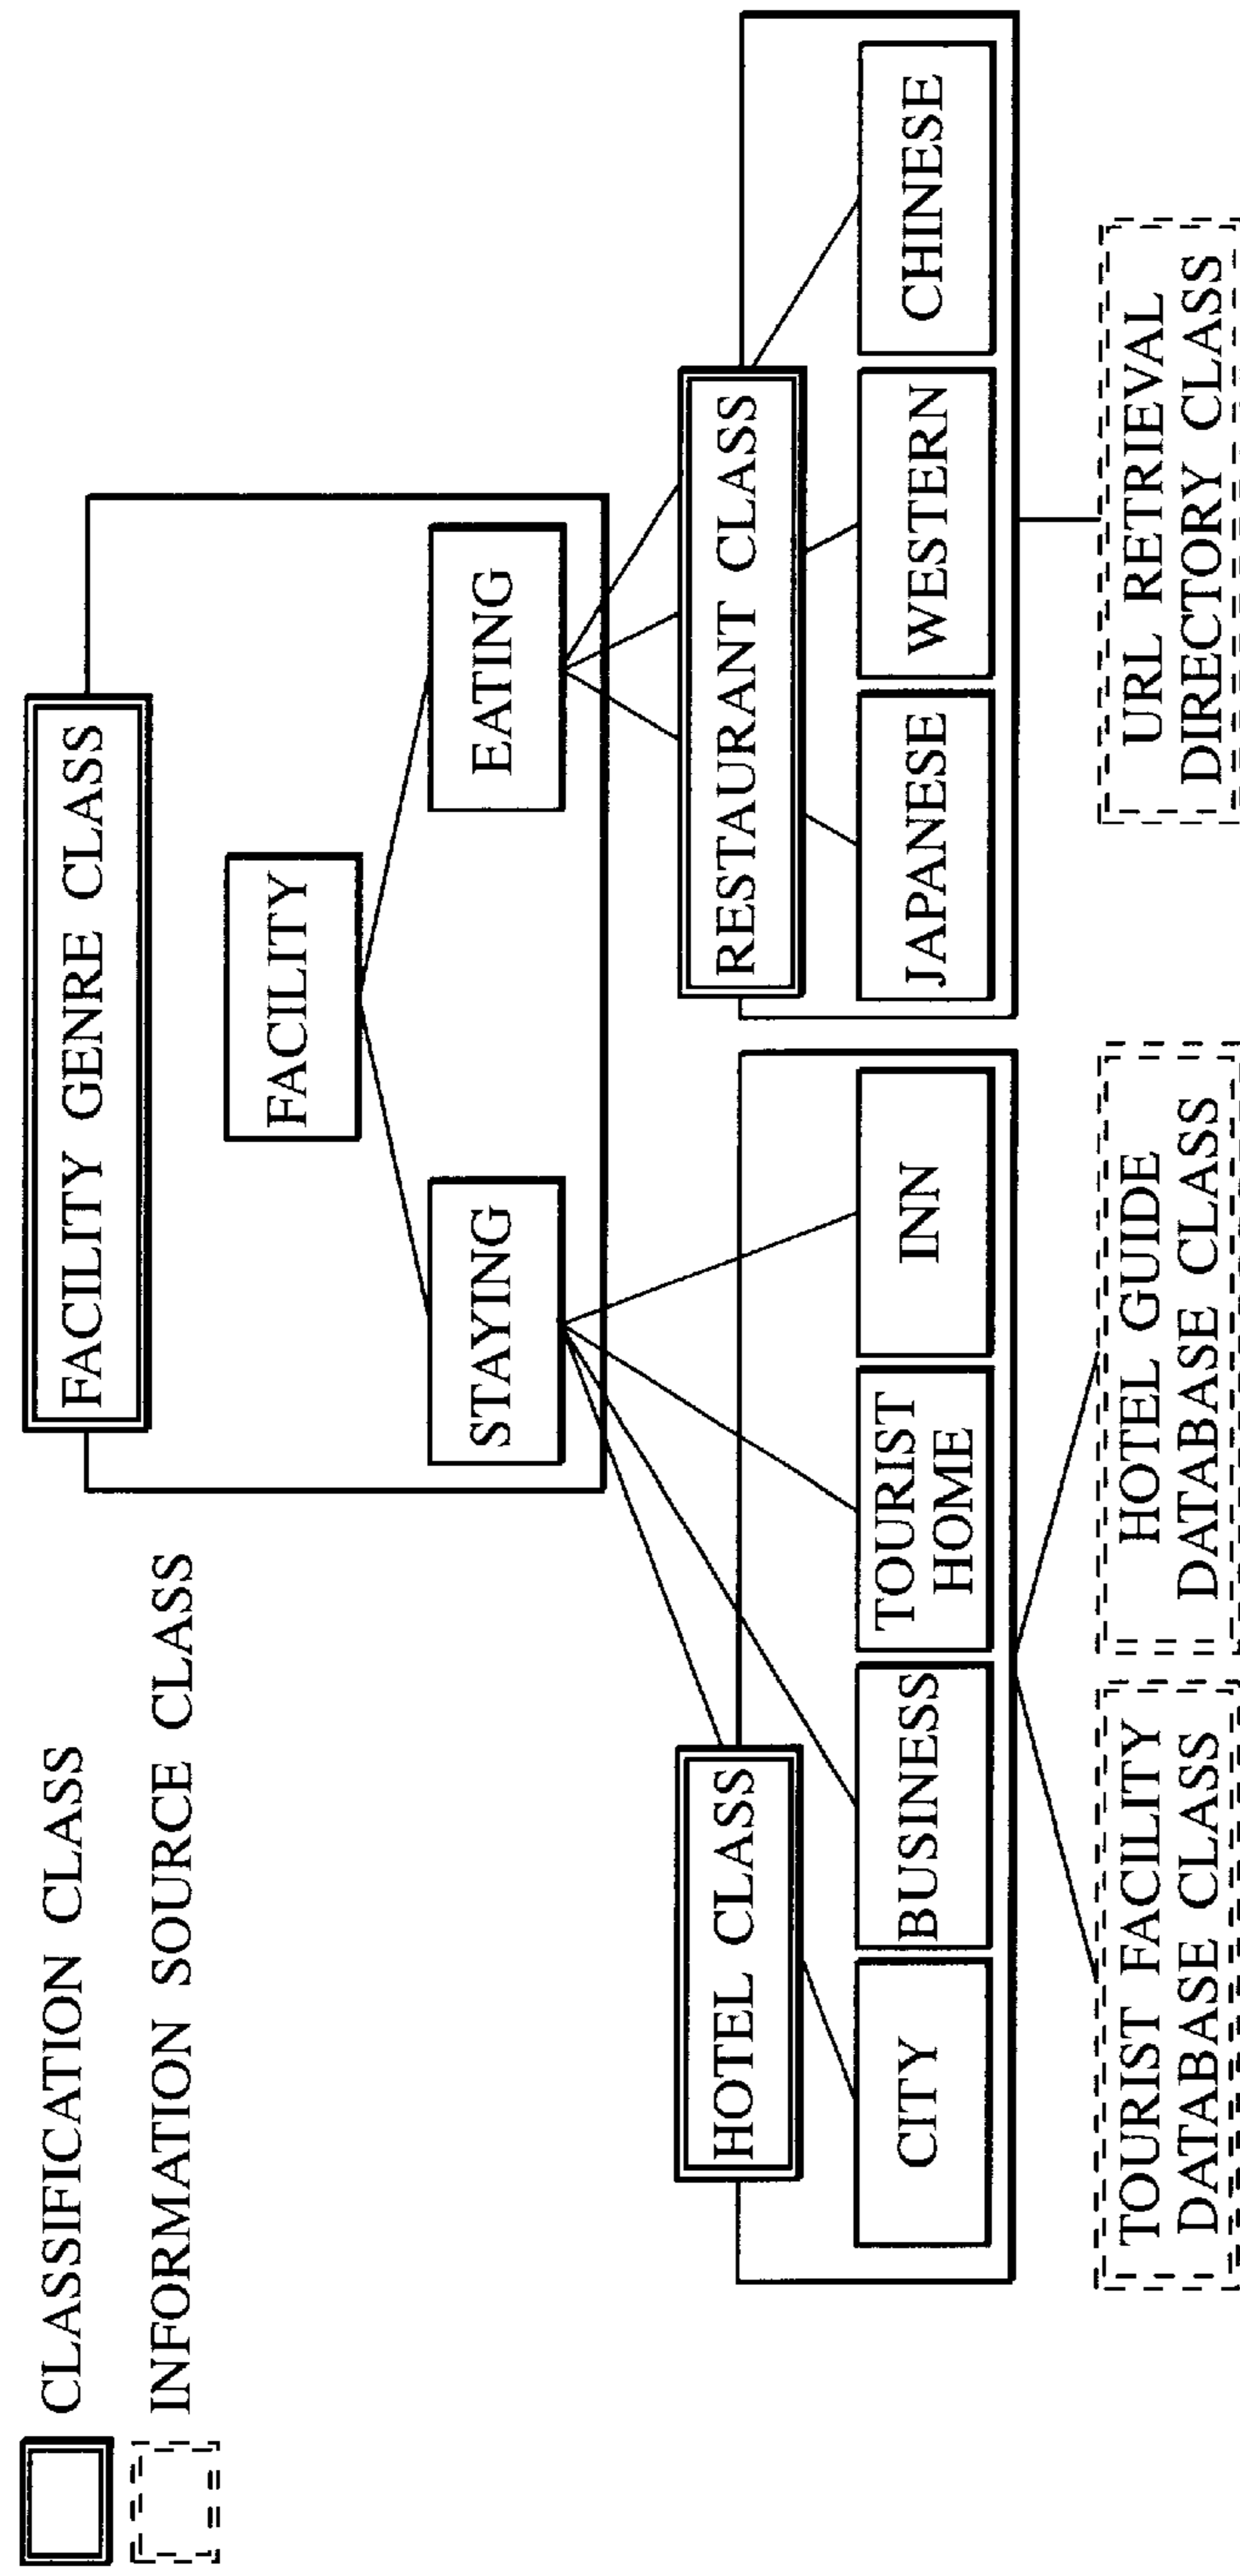 CLASSIFICATION CLASS
INFORMATION SOURCE CLASS
FACILITY GENRE CLASS
FACILITY
STAYING
EATING
HOTEL CLASS
RESTAURANT CLASS
CITY
BUSINESS
TOURIST
HOME
INN
JAPANESE
WESTERN
CHINESE
TOURIST FACILITY
DATABASE CLASS
HOTEL GUIDE
DATABASE CLASS
URL RETRIEVAL
DIRECTORY CLASS